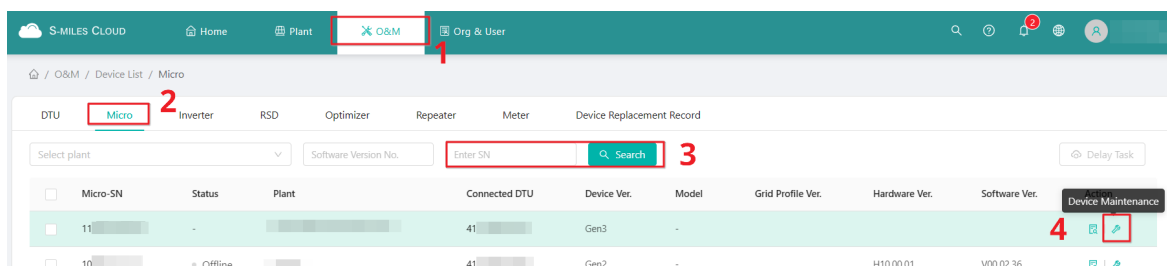 S-MILES CLOUD Home Plant O&M Org & User 2
1
/ O&M / Device List / Micro
2
DTU Micro Inverter RSD Optimizer Repeater Meter Device Replacement Record
Select plant Software Version No. Enter SN Search 3 Delay Task
Micro-SN Status Plant Connected DTU Device Ver. Model Grid Profile Ver. Hardware Ver. Software Ver. Action
Device Maintenance
11 - 41 Gen3 - 4
10 Offline 41 Gen2 - H10.00.01 V00.02.36